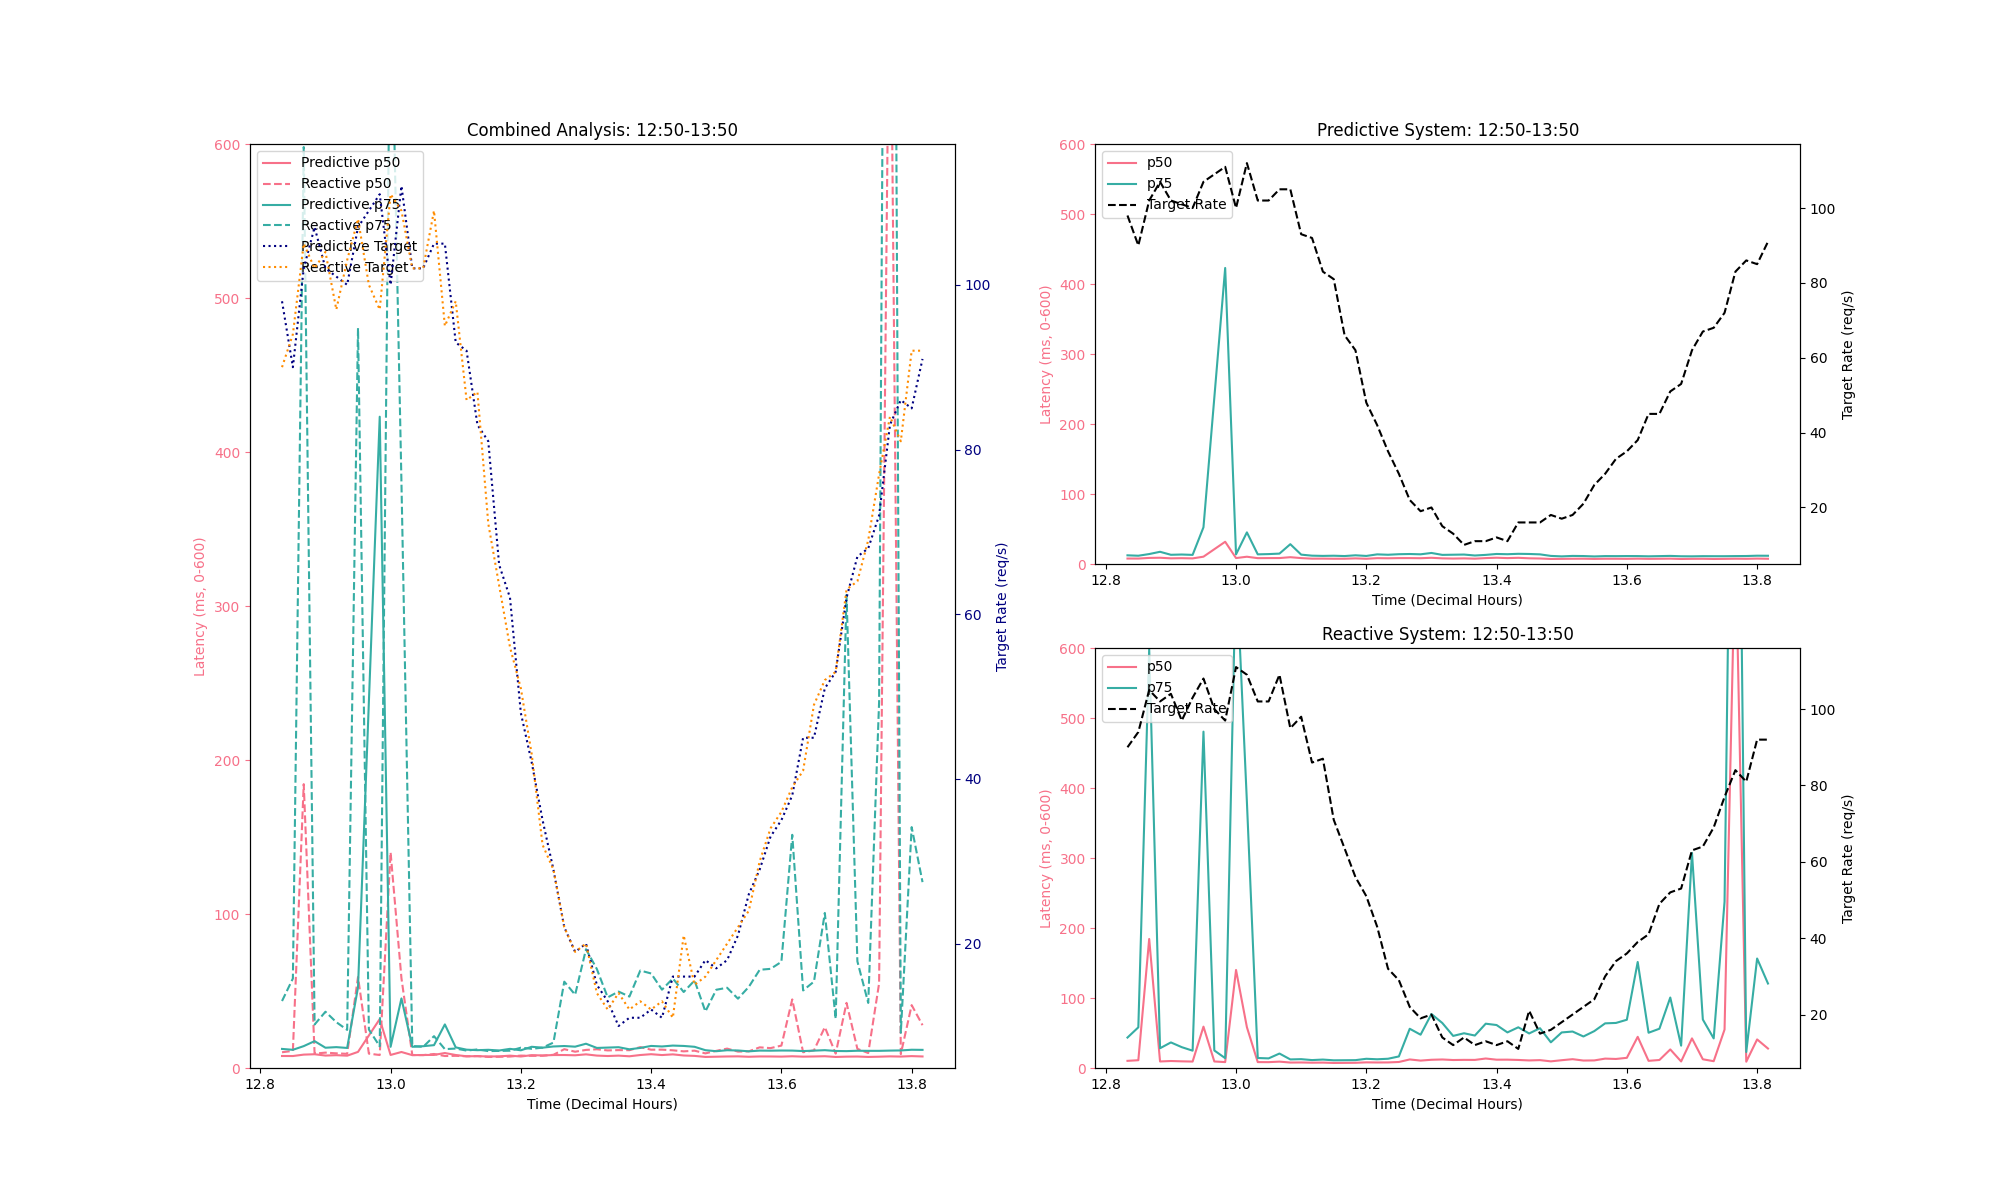 Combined Analysis: 12:50-13:50
Predictive p50
Reactive p50
Predictive p75
Reactive p75
Predictive Target
Reactive Target
600
500
400
300
200
100
0
Latency (ms, 0-600)
100
80
60
40
20
Target Rate (req/s)
12.8 13.0 13.2 13.4 13.6 13.8
Time (Decimal Hours)
Predictive System: 12:50-13:50
p50
p75
Target Rate
600
500
400
300
200
100
0
Latency (ms, 0-600)
100
80
60
40
20
Target Rate (req/s)
12.8 13.0 13.2 13.4 13.6 13.8
Time (Decimal Hours)
Reactive System: 12:50-13:50
p50
p75
Target Rate
600
500
400
300
200
100
0
Latency (ms, 0-600)
100
80
60
40
20
Target Rate (req/s)
12.8 13.0 13.2 13.4 13.6 13.8
Time (Decimal Hours)